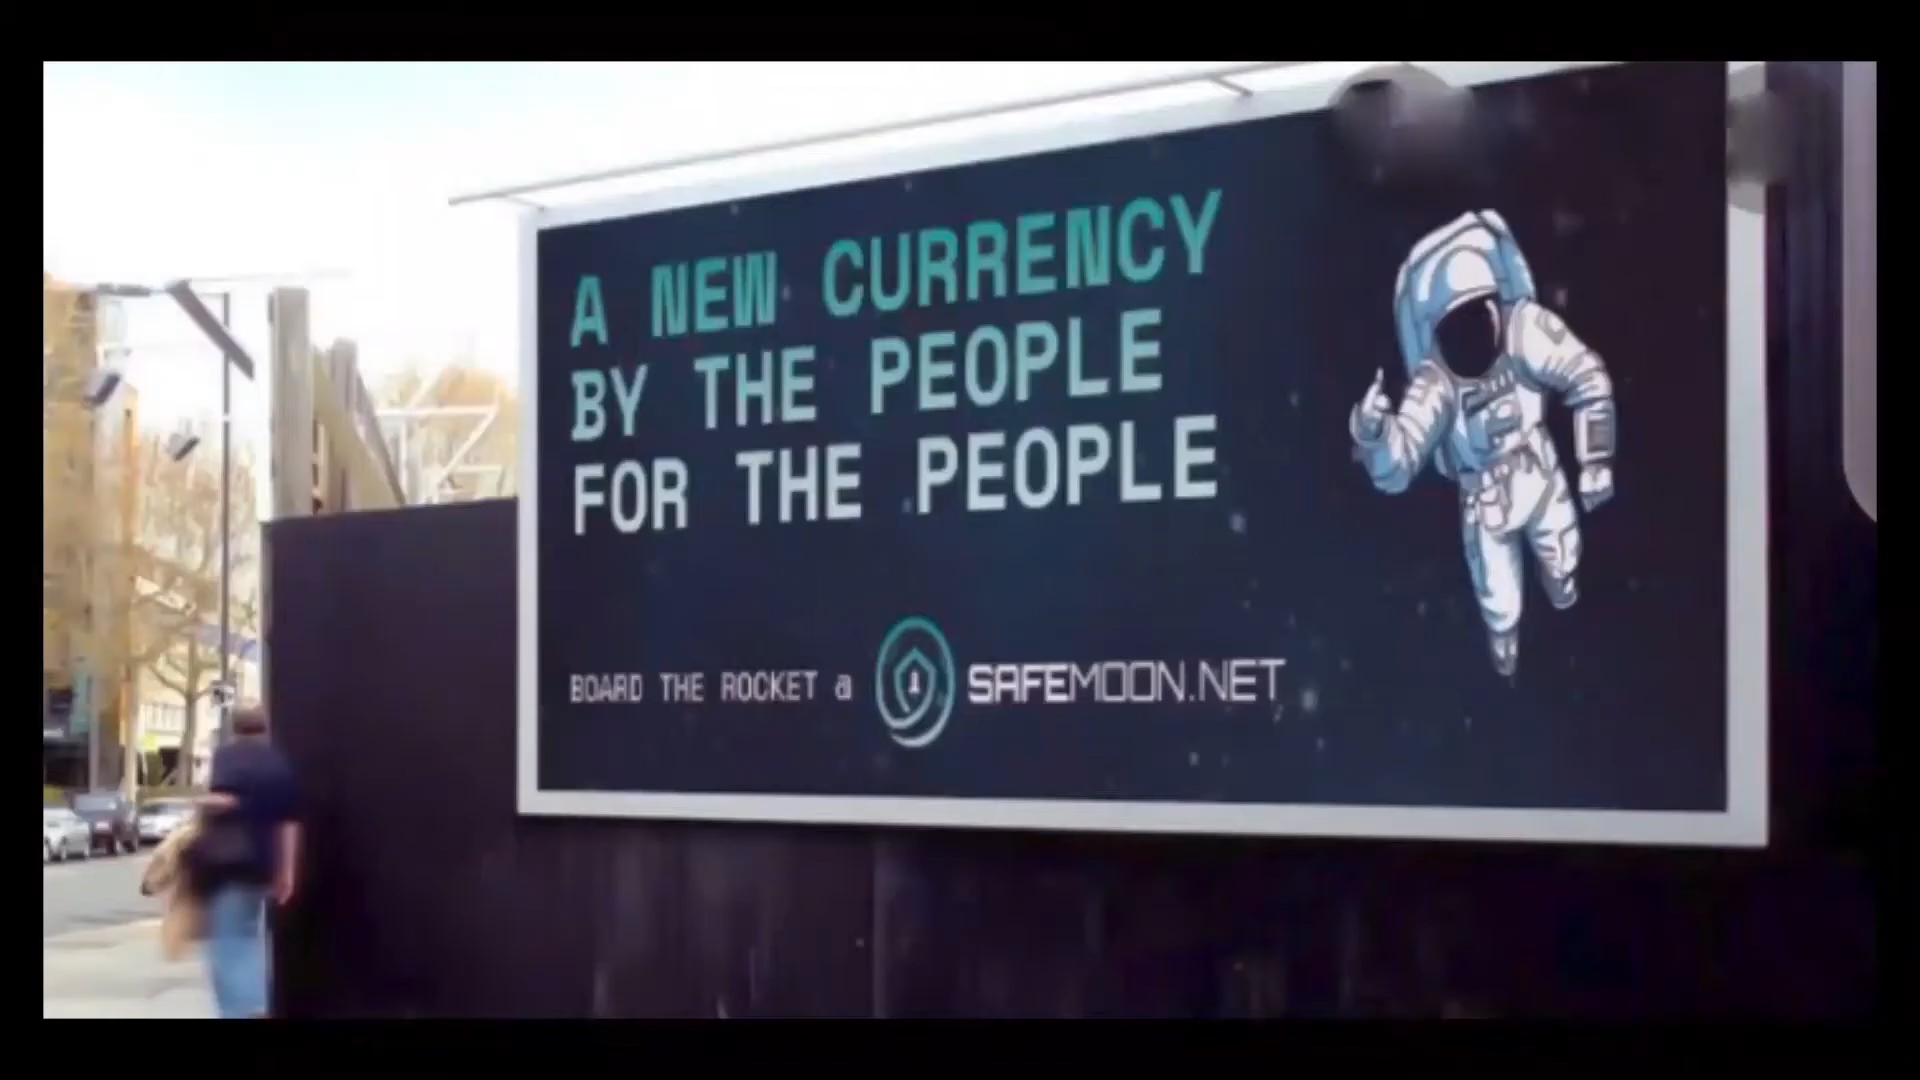 A NEW CURRENCY
BY THE PEOPLE
FOR THE PEOPLE
BOARD THE ROCKET @ SAFEMOON.NET